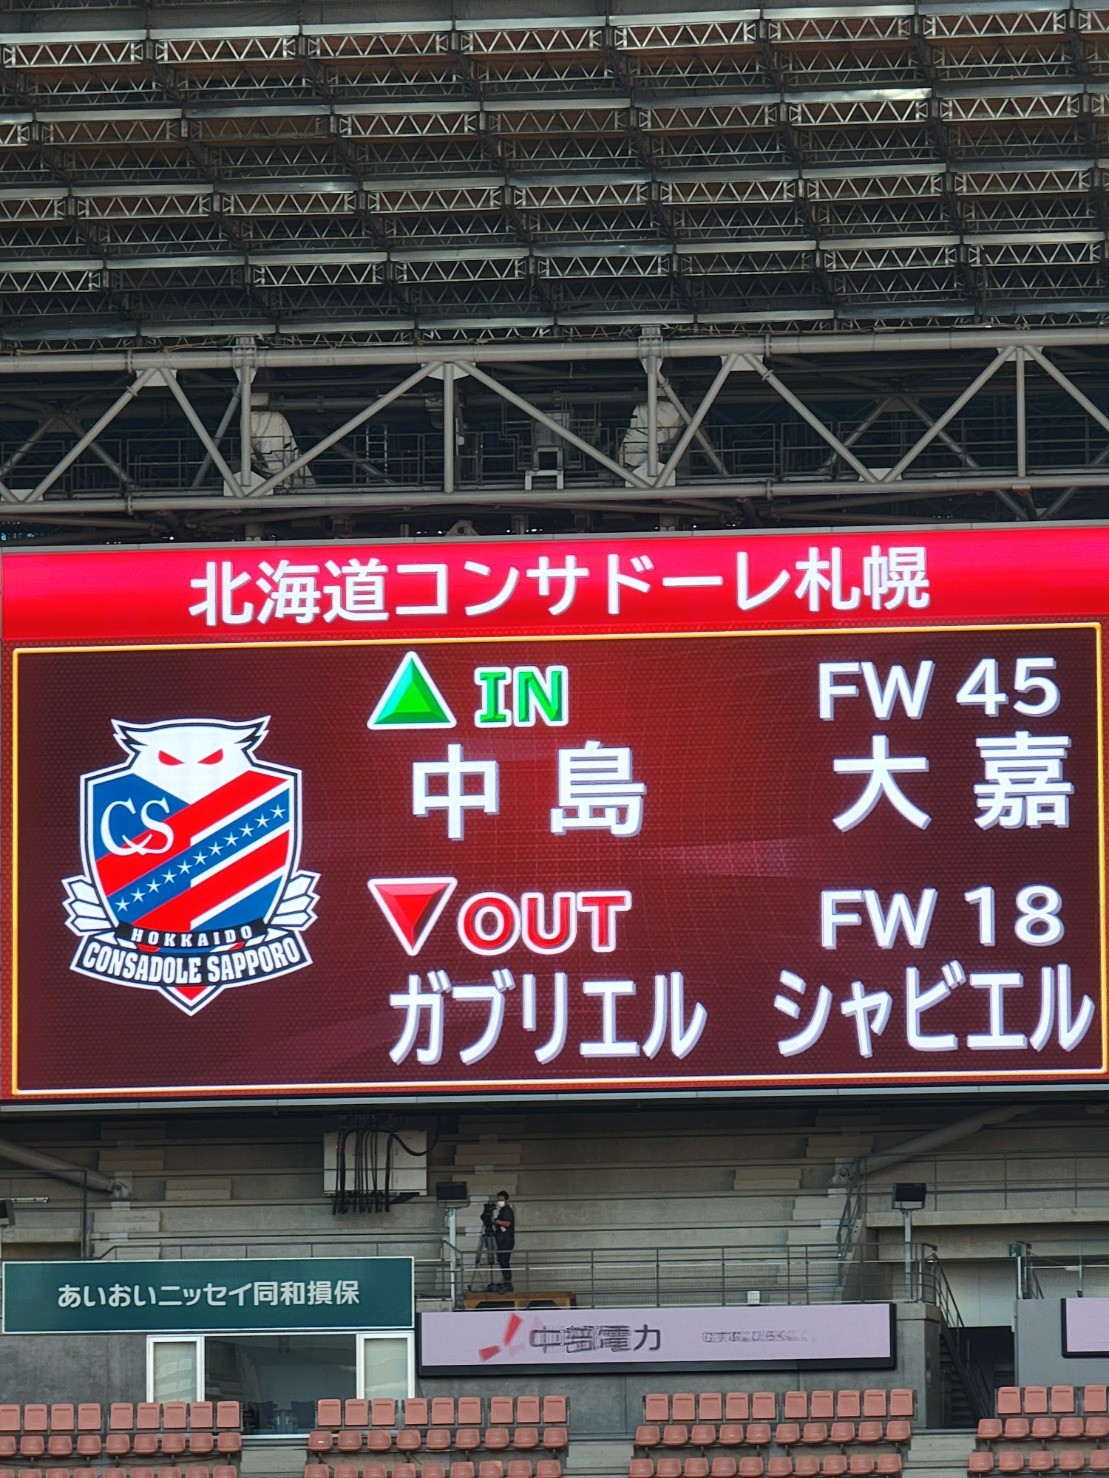 北海道コンサドーレ札幌
IN FW 45
中島 大嘉
OUT FW 18
ガブリエル シャビエル
CS
HOKKAIDO
CONSADOLE SAPPORO
あいおいニッセイ同和損保
中部電力